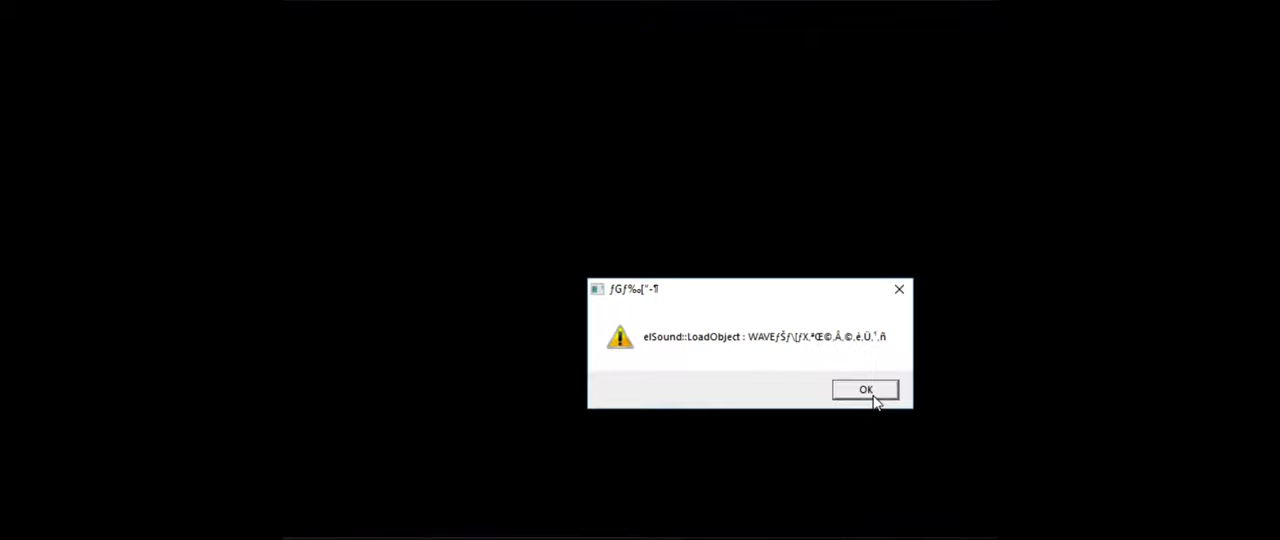 ƒGƒ‰[“-¶
elSound::LoadObject : WAVEƒŠƒ\[ƒX‚ªŒ©‚Â‚©‚è‚Ü‚¹‚ñ
OK